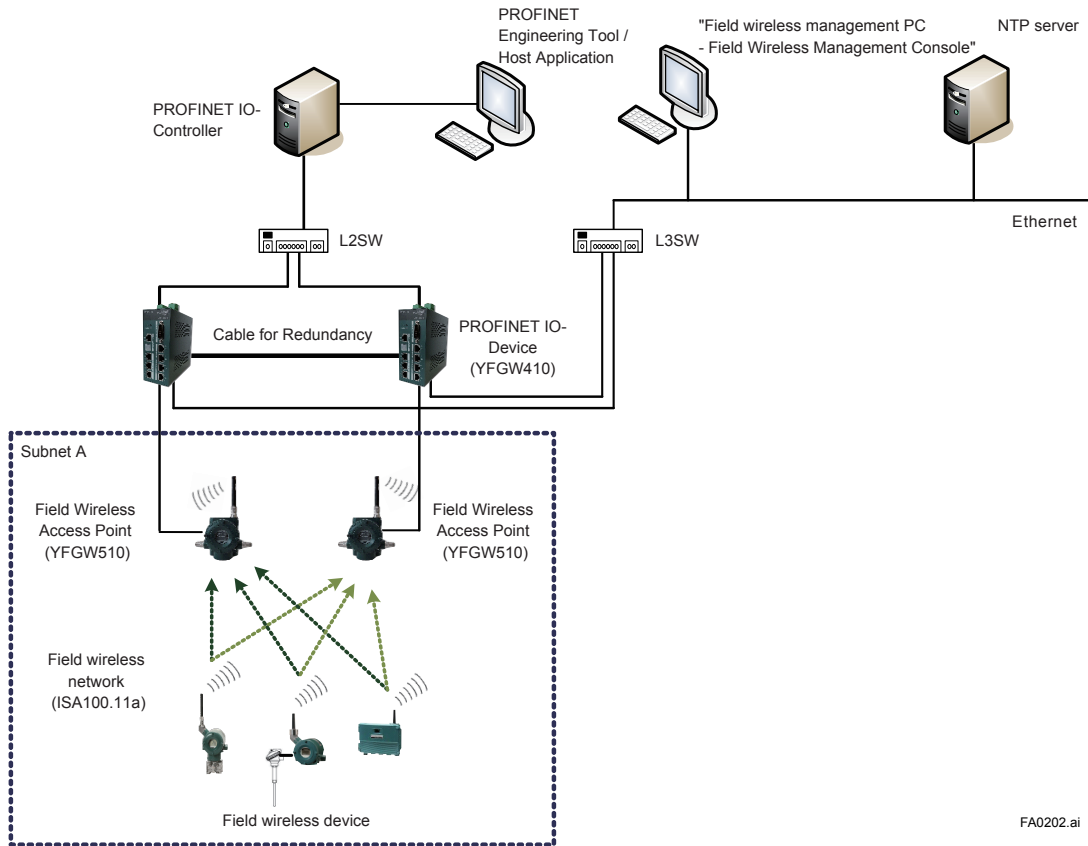 PROFINET
Engineering Tool /
Host Application
"Field wireless management PC
- Field Wireless Management Console"
NTP server
PROFINET IO-
Controller
Ethernet
L2SW
L3SW
Cable for Redundancy
PROFINET IO-
Device
(YFGW410)
Subnet A
Field Wireless
Access Point
(YFGW510)
Field Wireless
Access Point
(YFGW510)
Field wireless
network
(ISA100.11a)
Field wireless device
FA0202.ai